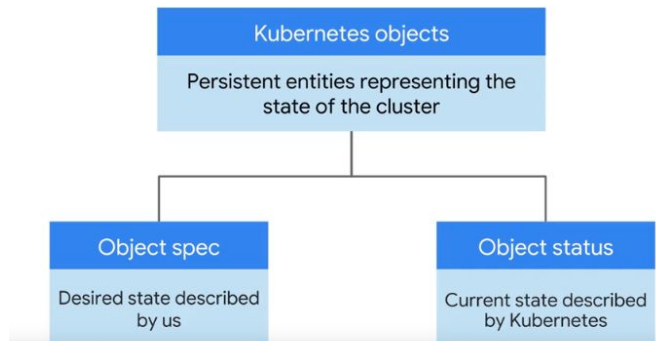 Kubernetes objects
Persistent entities representing the
state of the cluster
Object spec
Desired state described
by us
Object status
Current state described
by Kubernetes